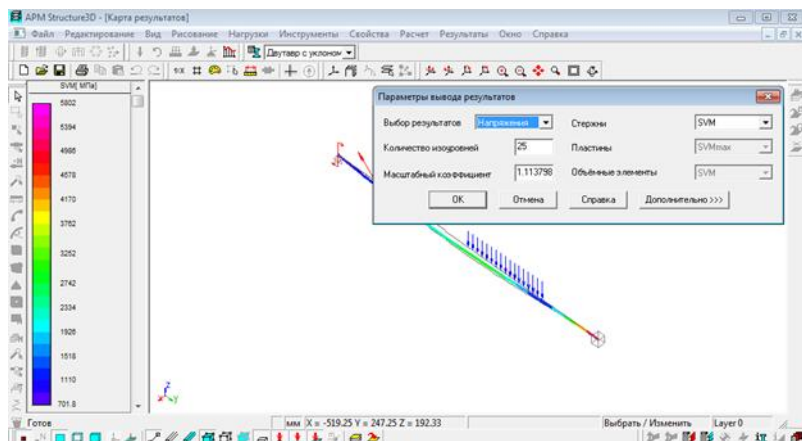 APM Structure3D - [Карта результатов]
Файл Редактирование Вид Рисование Нагрузки Инструменты Свойства Расчет Результаты Окно Справка
Двутавр с уклоном
SVM[ МПа]
5802
5394
4986
4578
4170
3762
3252
2742
2334
1926
1518
1110
701.8
Параметры вывода результатов
Выбор результатов Напряжения Стержни SVM
Количество изоуровней 25 Пластины SVMmax
Масштабный коэффициент 1.113798 Объёмные элементы SVM
OK Отмена Справка Дополнительно >>>
Z
Y
Готов мм X = -519.25 Y = 247.25 Z = 192.33 Выбрать / Изменить Layer 0